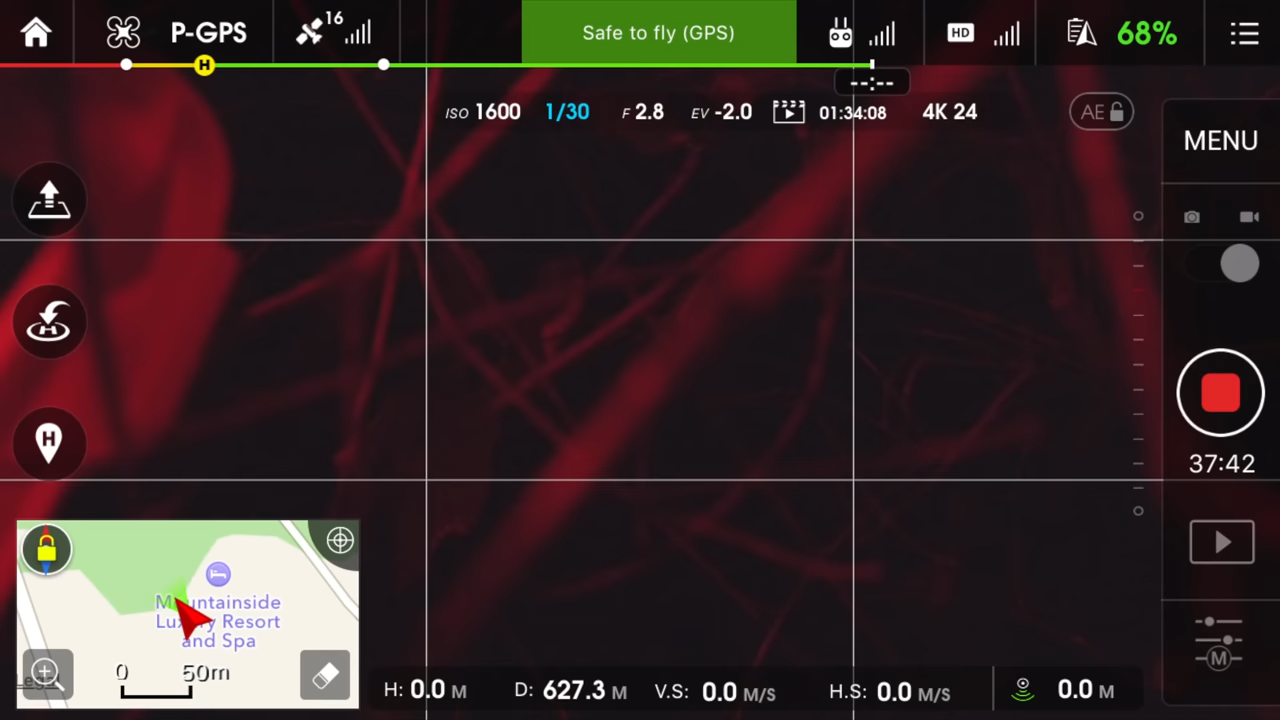 P-GPS
16
Safe to fly (GPS)
HD
68%
H
--:--
ISO 1600 1/30 F 2.8 EV -2.0 01:34:08 4K 24
AE
MENU
H
H
37:42
Mountainside
Luxury Resort
and Spa
0 50m
M
H: 0.0 M D: 627.3 M V.S: 0.0 M/S H.S: 0.0 M/S 0.0 M